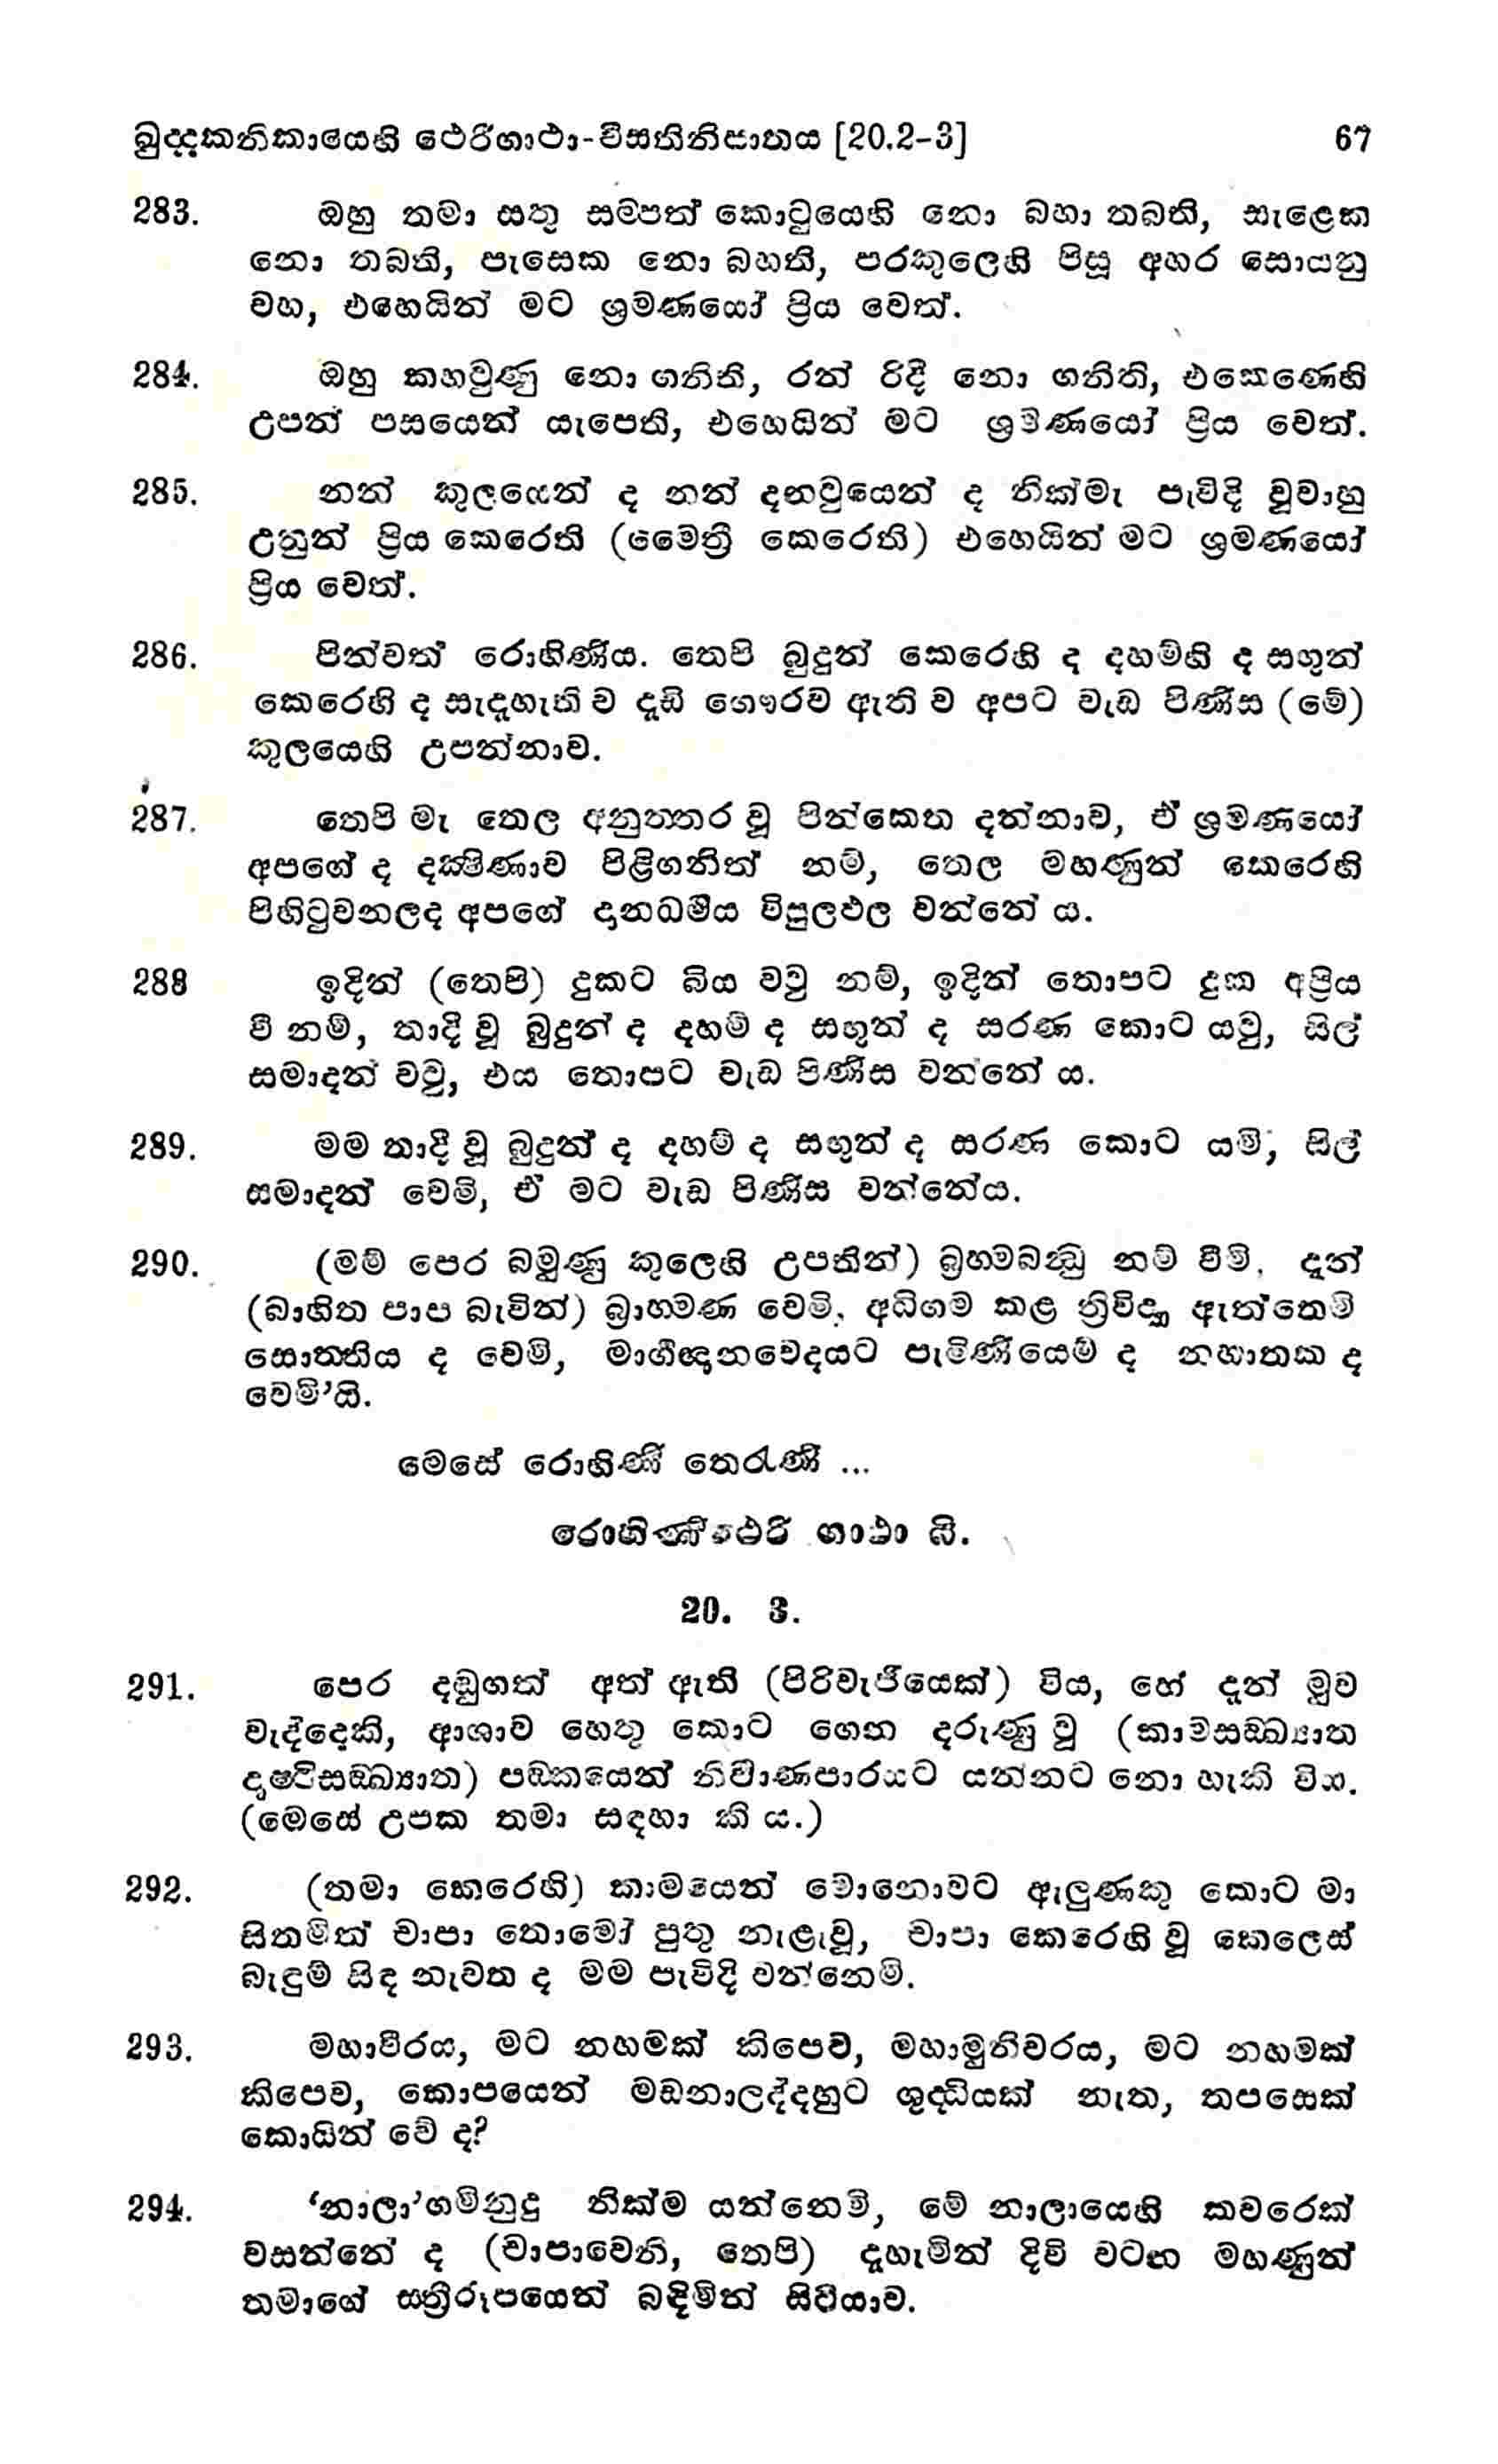 ඛුද්දකනිකායෙහි ථෙරීගාථා-වීසතිනිපාතය [20.2-3] 67
283. ඔහු තමා සතු සම්පත් කොටුයෙහි නො බහා තබති, සැළෙක
නො තබති, පැසෙක නො බහති, පරකුලෙහි පිසූ අහර සොයනු
වහ, එහෙයින් මට ශ්‍රමණයෝ ප්‍රිය වෙත්.
284. ඔහු කහවුණු නො ගනිති, රන් රිදී නො ගනිති, එකෙණෙහි
උපන් පසයෙන් යැපෙති, එහෙයින් මට ශ්‍රමණයෝ ප්‍රිය වෙත්.
285. නන් කුලයෙන් ද නන් දනවුයෙන් ද නික්මැ පැවිදි වූවාහු
උනුන් ප්‍රිය කෙරෙති (මෛත්‍රී කෙරෙති) එහෙයින් මට ශ්‍රමණයෝ
ප්‍රිය වෙත්.
286. පින්වත් රොහිණිය. තෙපි බුදුන් කෙරෙහි ද දහම්හි ද සඟුන්
කෙරෙහි ද සැදැහැති ව දැඩි ගෞරව ඇති ව අපට වැඩ පිණිස (මේ)
කුලයෙහි උපන්නාව.
287. තෙපි මැ තෙල අනුත්තර වූ පින්කෙත දන්නාව, ඒ ශ්‍රමණයෝ
අපගේ ද දක්‍ෂිණාව පිළිගනිත් නම්, තෙල මහණුන් කෙරෙහි
පිහිටුවනලද අපගේ දානධර්‍මය විපුලඵල වන්නේ ය.
288 ඉදින් (තෙපි) දුකට බිය වවු නම්, ඉදින් තොපට දුක අප්‍රිය
වී නම්, තාදී වූ බුදුන් ද දහම් ද සඟුන් ද සරණ කොට යවු, සිල්
සමාදන් වවු, එය තොපට වැඩ පිණිස වන්නේ ය.
289. මම තාදී වූ බුදුන් ද දහම් ද සඟුන් ද සරණ කොට යමි, සිල්
සමාදන් වෙමි, ඒ මට වැඩ පිණිස වන්නේය.
290. (මම් පෙර බමුණු කුලෙහි උපතින්) බ්‍රහ්මබන්‍ධු නම් වීමි. දැන්
(බාහිත පාප බැවින්) බ්‍රාහ්මණ වෙමි, අධිගම කළ ත්‍රිවිද්‍යා ඇත්තෙමි
සොත්තිය ද වෙමි, මාර්‍ගඥානවේදයට පැමිණියෙම් ද නහාතක ද
වෙමි’යි.
මෙසේ රොහිණී තෙරණී ...
රොහිණීථෙරී ගාථා යි.
20. 3.
291. පෙර දඬුගත් අත් ඇති (පිරිවැජියෙක්) විය, හේ දැන් මුව
වැද්දෙකි, ආශාව හෙතු කොට ගෙන දරුණු වූ (කාමසඞ්ඛ්‍යාත
දෘෂ්ටිසඞ්ඛ්‍යාත) පඞ්කයෙන් නිර්‍වාණපාරයට යන්නට නො හැකි විය.
(මෙසේ උපක තමා සඳහා කී ය.)
292. (තමා කෙරෙහි) කාමයෙන් මොනොවට ඇලුණකු කොට මා
සිතමින් චාපා තොමෝ පුතු නැළැවූ, චාපා කෙරෙහි වූ කෙලෙස්
බැඳුම් සිඳ නැවත ද මම පැවිදි වන්නෙමි.
293. මහාවීරය, මට නහමක් කිපෙව, මහාමුනිවරය, මට නහමක්
කිපෙව, කොපයෙන් මඩනාලද්දහුට ශුද්ධියක් නැත, තපසෙක්
කොයින් වේ ද?
294. ‘නාලා’ගමිනුදු නික්ම යන්නෙමි, මේ නාලායෙහි කවරෙක්
වසන්නේ ද (චාපාවෙනි, තෙපි) දැහැමින් දිවි වටන මහණුන්
තමාගේ ස්ත්‍රීරූපයෙන් බඳිමින් සිටියාව.